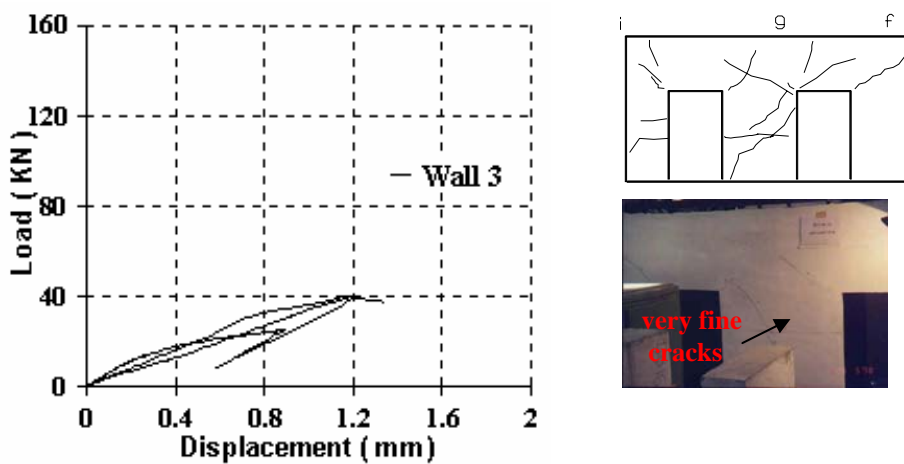 160
120
80
40
0
Load ( KN )
Wall 3
0 0.4 0.8 1.2 1.6 2
Displacement ( mm )
i g f
very fine
cracks